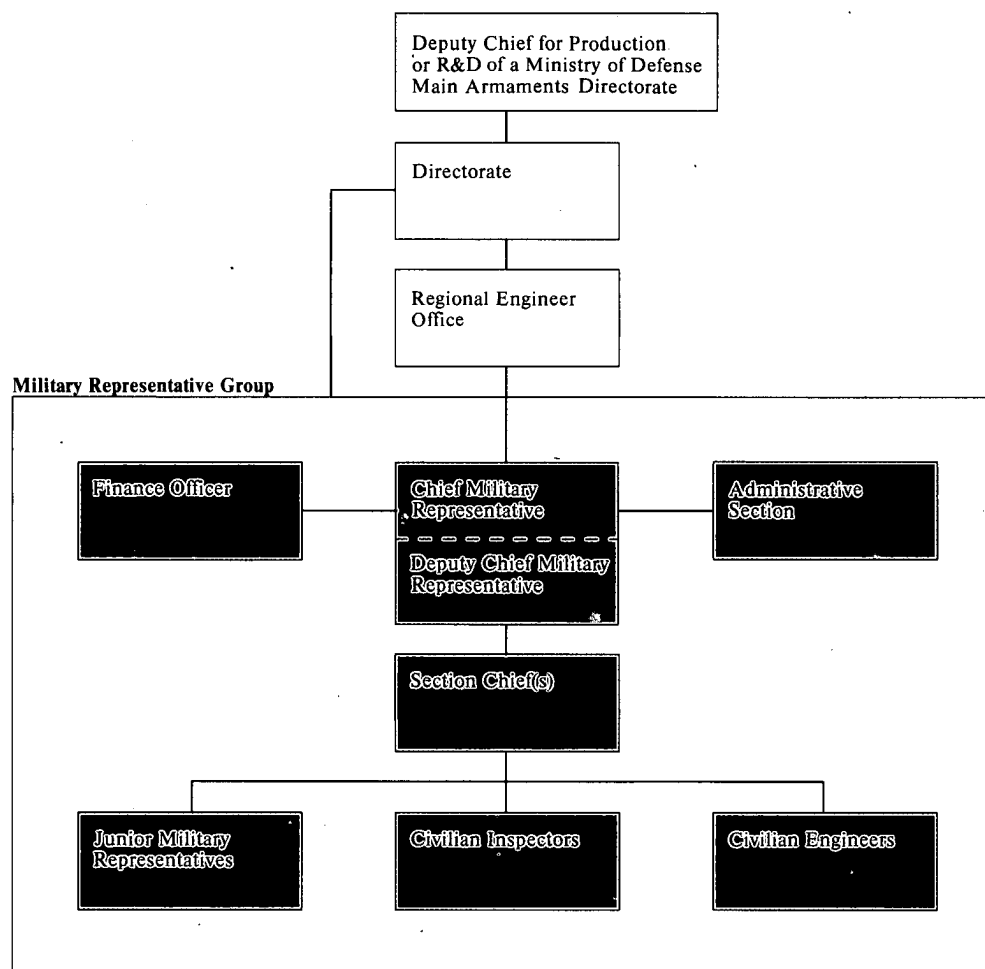 Deputy Chief for Production
or R&D of a Ministry of Defense
Main Armaments Directorate
Directorate
Regional Engineer
Office
Military Representative Group
Finance Officer
Chief Military
Representative
Administrative
Section
Deputy Chief Military
Representative
Section Chief(s)
Junior Military
Representatives
Civilian Inspectors
Civilian Engineers